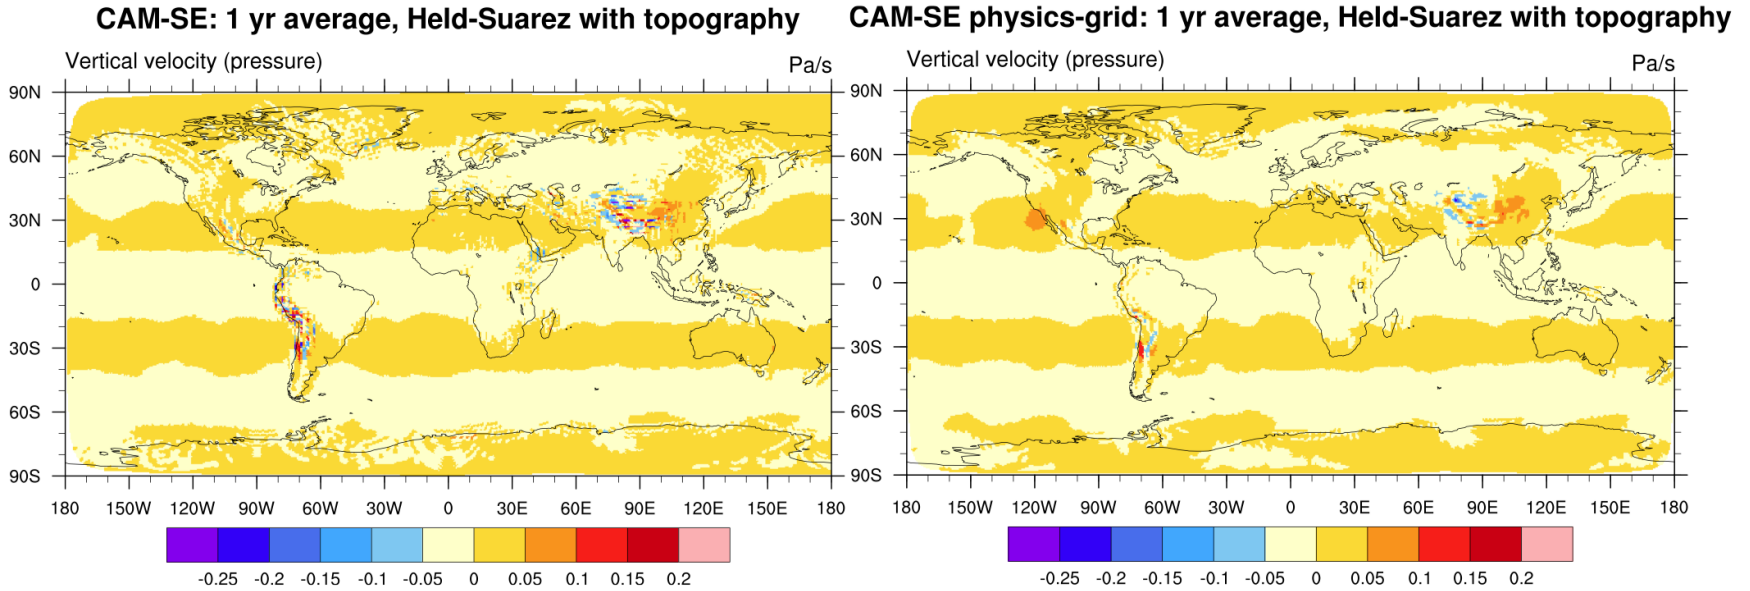 CAM-SE: 1 yr average, Held-Suarez with topography
Vertical velocity (pressure) Pa/s
90N
60N
30N
0
30S
60S
90S
180 150W 120W 90W 60W 30W 0 30E 60E 90E 120E 150E 180
-0.25 -0.2 -0.15 -0.1 -0.05 0 0.05 0.1 0.15 0.2
CAM-SE physics-grid: 1 yr average, Held-Suarez with topography
Vertical velocity (pressure) Pa/s
90N
60N
30N
0
30S
60S
90S
180 150W 120W 90W 60W 30W 0 30E 60E 90E 120E 150E 180
-0.25 -0.2 -0.15 -0.1 -0.05 0 0.05 0.1 0.15 0.2